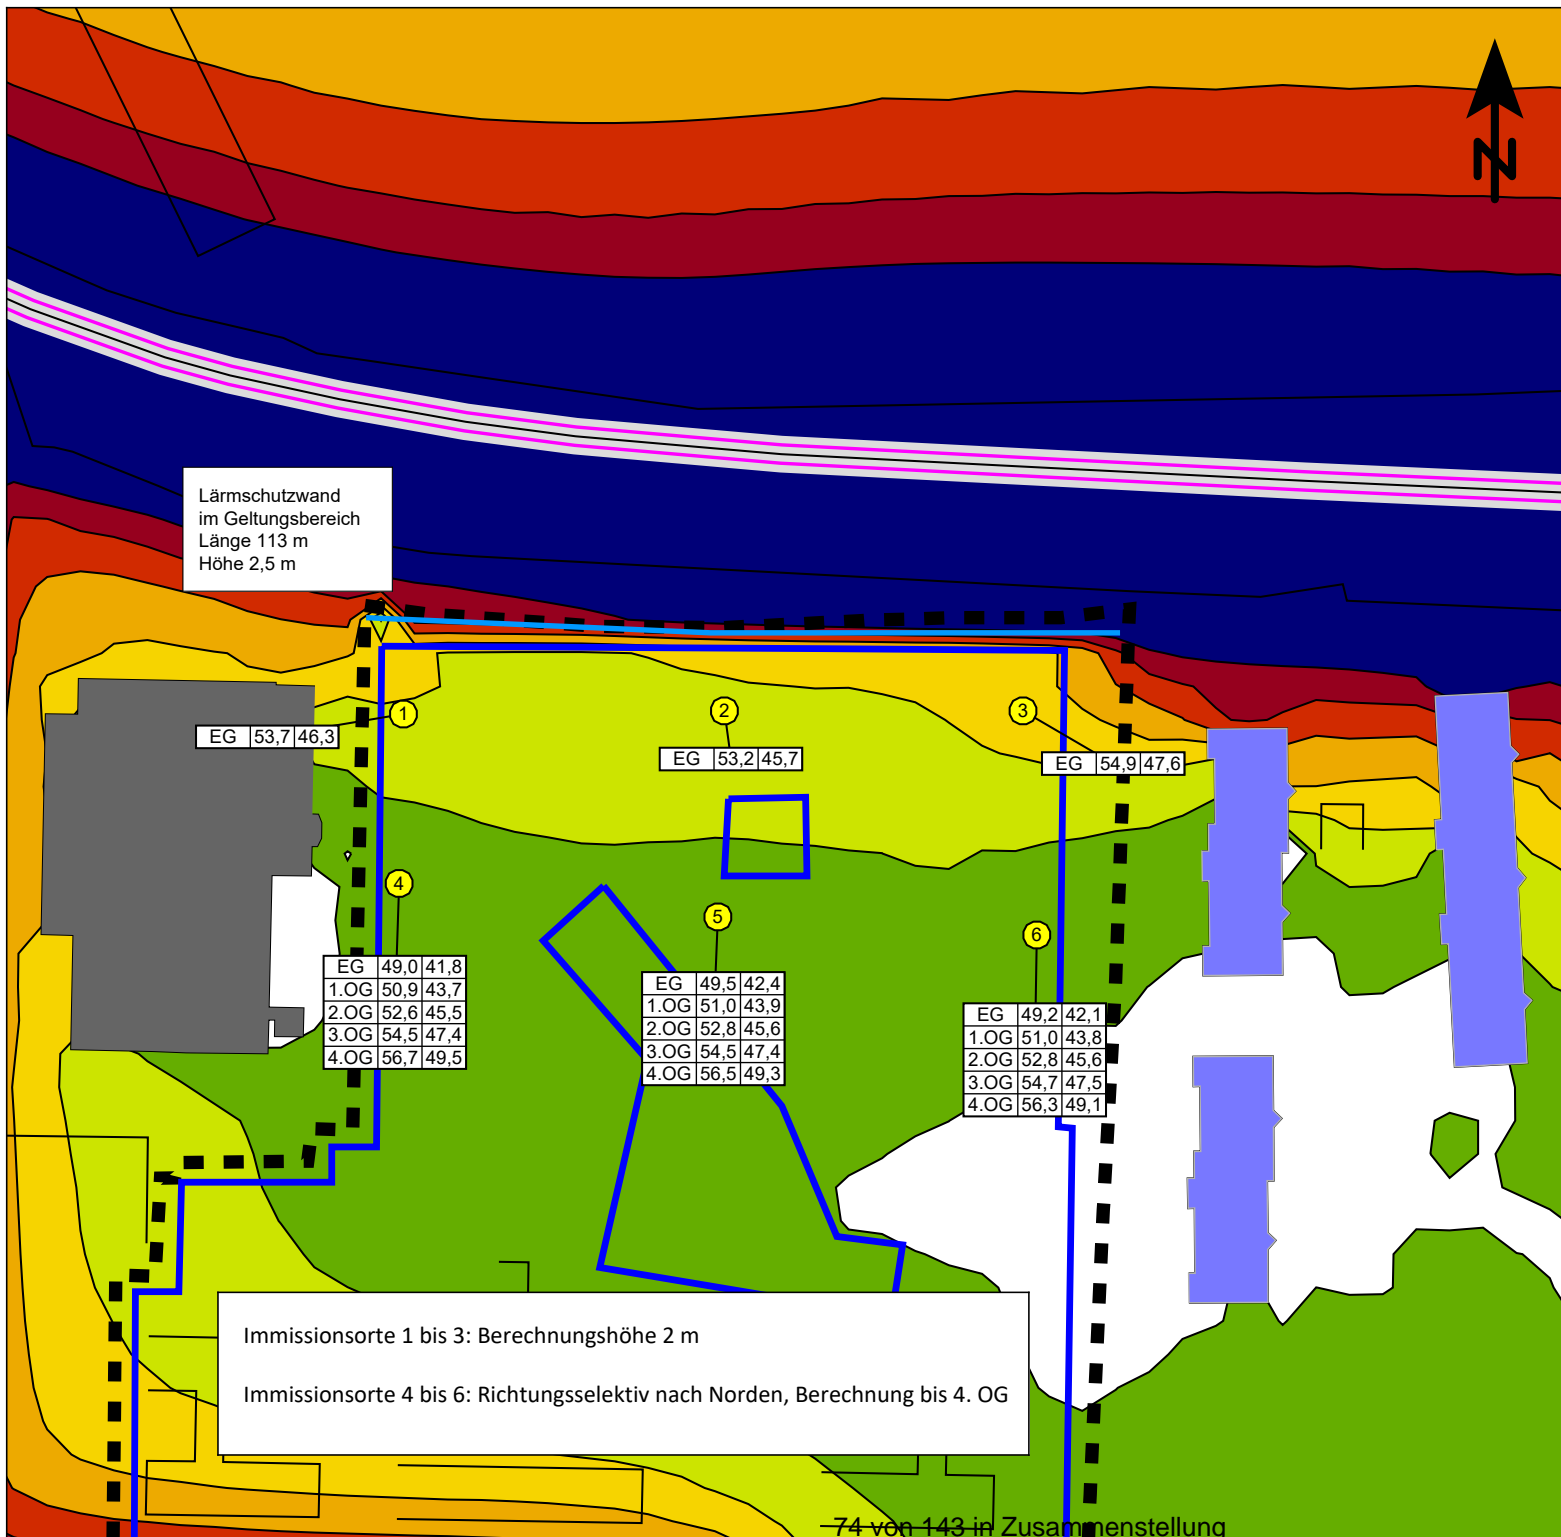 N
Lärmschutzwand
im Geltungsbereich
Länge 113 m
Höhe 2,5 m
1
2
3
EG 53,7 46,3
EG 53,2 45,7
EG 54,9 47,6
4
5
6
EG 49,0 41,8
1.OG 50,9 43,7
2.OG 52,6 45,5
3.OG 54,5 47,4
4.OG 56,7 49,5
EG 49,5 42,4
1.OG 51,0 43,9
2.OG 52,8 45,6
3.OG 54,5 47,4
4.OG 56,5 49,3
EG 49,2 42,1
1.OG 51,0 43,8
2.OG 52,8 45,6
3.OG 54,7 47,5
4.OG 56,3 49,1
Immissionsorte 1 bis 3: Berechnungshöhe 2 m
Immissionsorte 4 bis 6: Richtungsselektiv nach Norden, Berechnung bis 4. OG
74 von 143 in Zusammenstellung